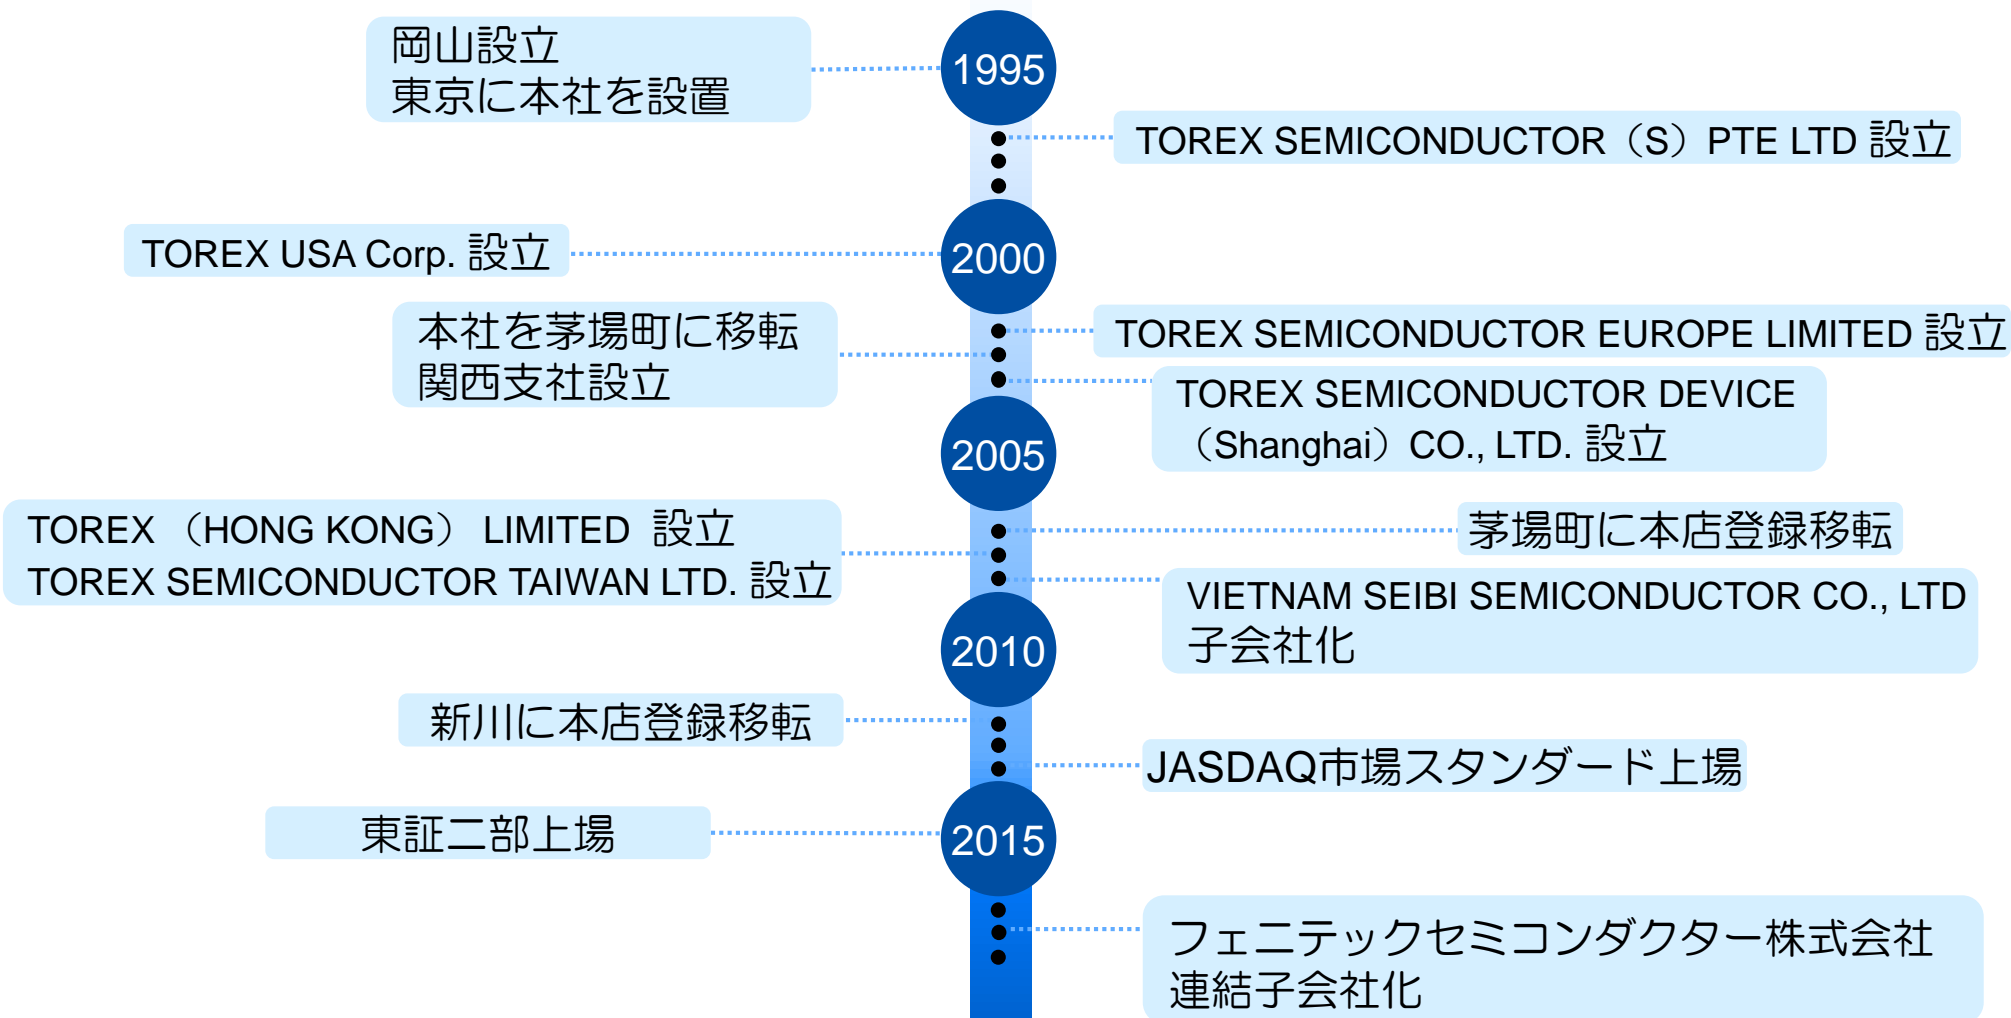 岡山設立
東京に本社を設置
1995
TOREX SEMICONDUCTOR（S）PTE LTD 設立
TOREX USA Corp. 設立
2000
本社を茅場町に移転
関西支社設立
TOREX SEMICONDUCTOR EUROPE LIMITED 設立
TOREX SEMICONDUCTOR DEVICE
（Shanghai）CO., LTD. 設立
2005
TOREX （HONG KONG） LIMITED 設立
TOREX SEMICONDUCTOR TAIWAN LTD. 設立
茅場町に本店登録移転
VIETNAM SEIBI SEMICONDUCTOR CO., LTD
子会社化
2010
新川に本店登録移転
JASDAQ市場スタンダード上場
東証二部上場
2015
フェニテックセミコンダクター株式会社
連結子会社化